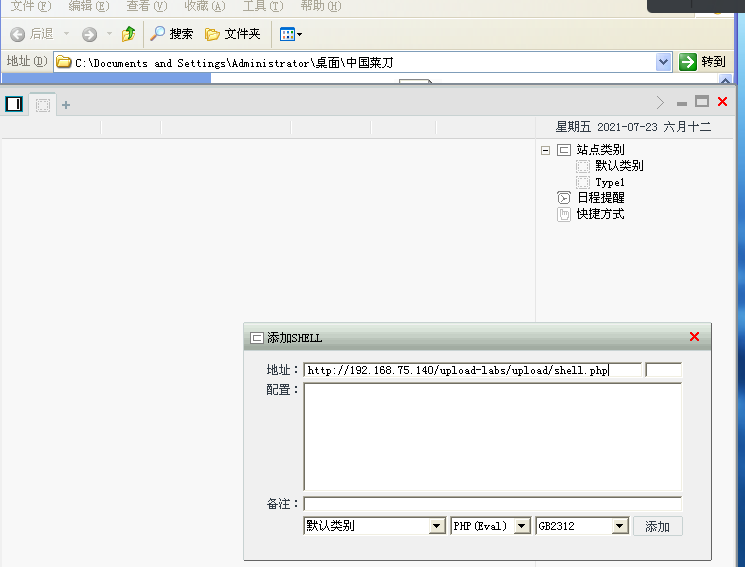 文件(F) 编辑(E) 查看(V) 收藏(A) 工具(T) 帮助(H)
后退 搜索 文件夹
地址(D) C:\Documents and Settings\Administrator\桌面\中国菜刀 转到
星期五 2021-07-23 六月十二
站点类别
默认类别
Type1
日程提醒
快捷方式
添加SHELL
地址: http://192.168.75.140/upload-labs/upload/shell.php
配置:
备注:
默认类别 PHP(Eval) GB2312 添加